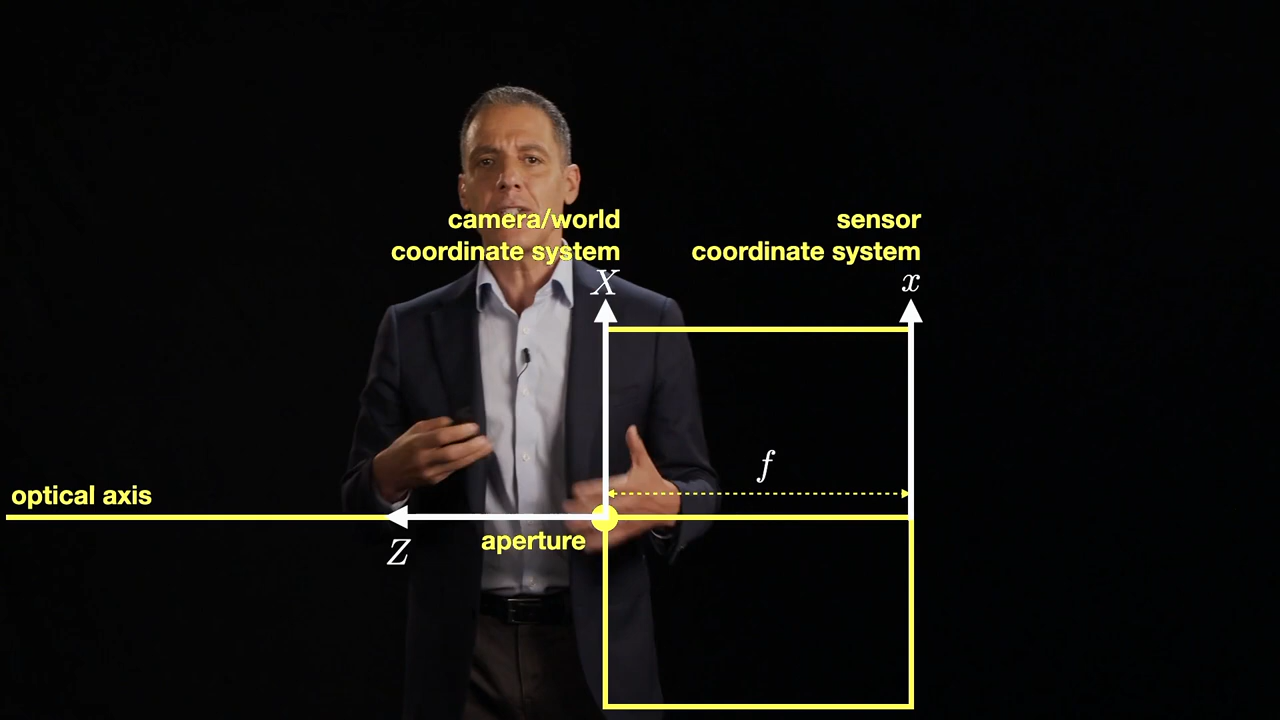 camera/world
coordinate system
sensor
coordinate system
X
x
f
optical axis
Z
aperture